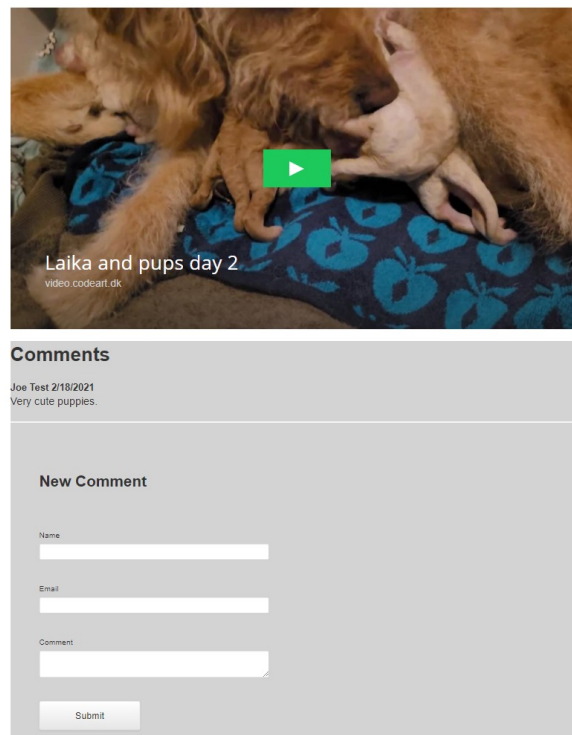 Laika and pups day 2
video.codeart.dk
Comments
Joe Test 2/18/2021
Very cute puppies.
New Comment
Name
Email
Comment
Submit